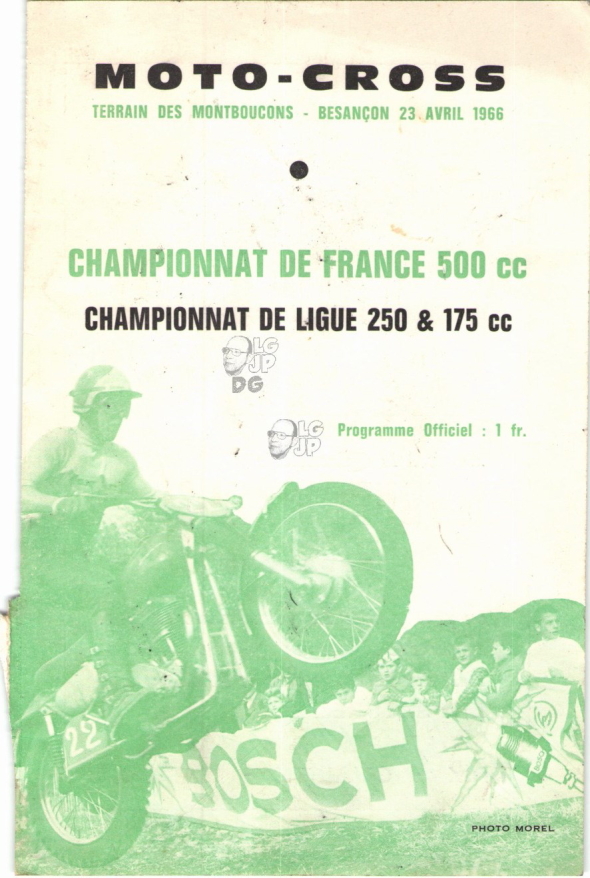 MOTO-CROSS
TERRAIN DES MONTBOUCONS - BESANÇON 23 AVRIL 1966
CHAMPIONNAT DE FRANCE 500 cc
CHAMPIONNAT DE LIGUE 250 & 175 cc
LG
JP
DG
LG
JP
Programme Officiel : 1 fr.
22
BOSCH
PHOTO MOREL